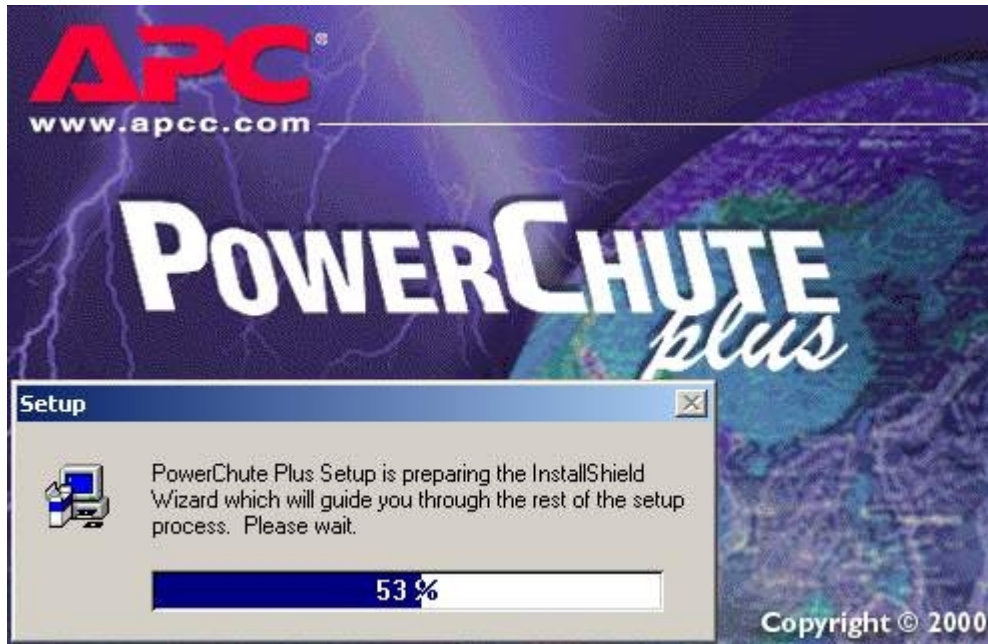 APC®
www.apcc.com
POWERCHUTE
plus
Setup
PowerChute Plus Setup is preparing the InstallShield
Wizard which will guide you through the rest of the setup
process. Please wait.
53 %
Copyright © 2000